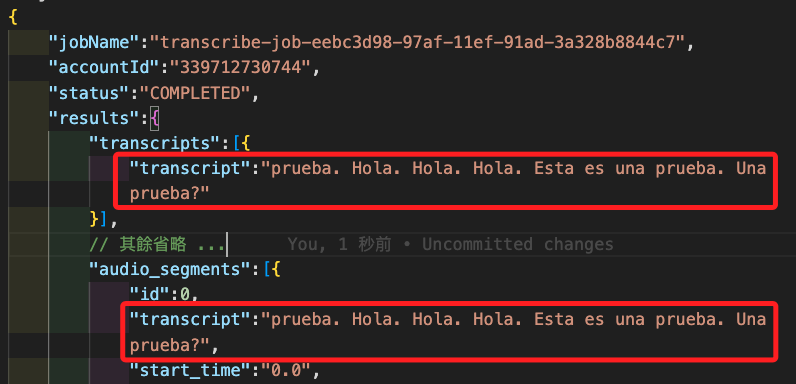 {
"jobName":"transcribe-job-eebc3d98-97af-11ef-91ad-3a328b8844c7",
"accountId":"339712730744",
"status":"COMPLETED",
"results":{
"transcripts":[{
"transcript":"prueba. Hola. Hola. Hola. Esta es una prueba. Una
prueba?"
}],
// 其餘省略 ... You, 1 秒前 • Uncommitted changes
"audio_segments":[{
"id":0,
"transcript":"prueba. Hola. Hola. Hola. Esta es una prueba. Una
prueba?",
"start_time":"0.0",